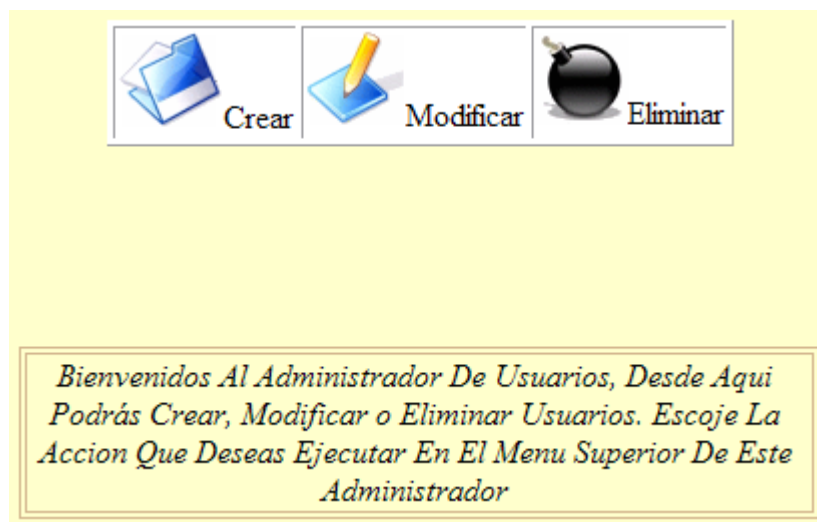 Crear Modificar Eliminar
Bienvenidos Al Administrador De Usuarios, Desde Aqui
Podrás Crear, Modificar o Eliminar Usuarios. Escoje La
Accion Que Deseas Ejecutar En El Menu Superior De Este
Administrador